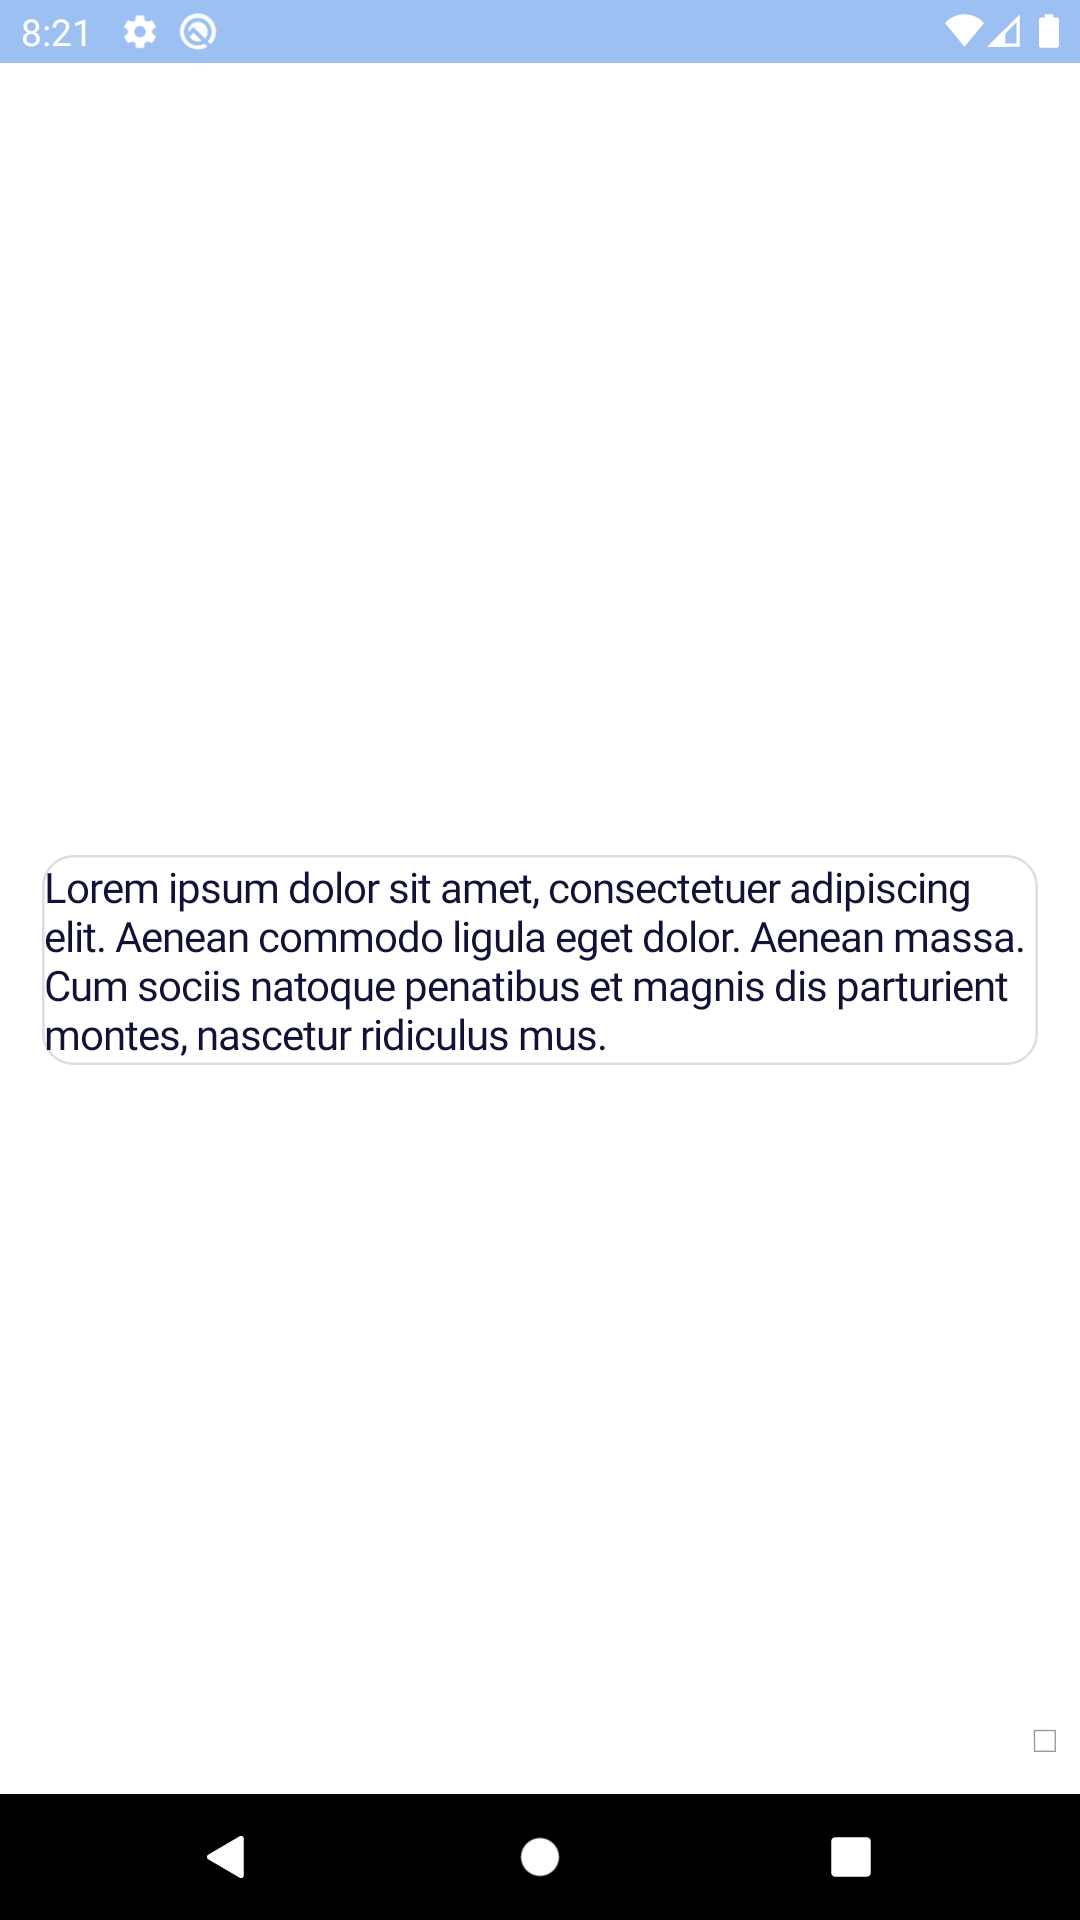 8:21
Lorem ipsum dolor sit amet, consectetuer adipiscing
elit. Aenean commodo ligula eget dolor. Aenean massa.
Cum sociis natoque penatibus et magnis dis parturient
montes, nascetur ridiculus mus.